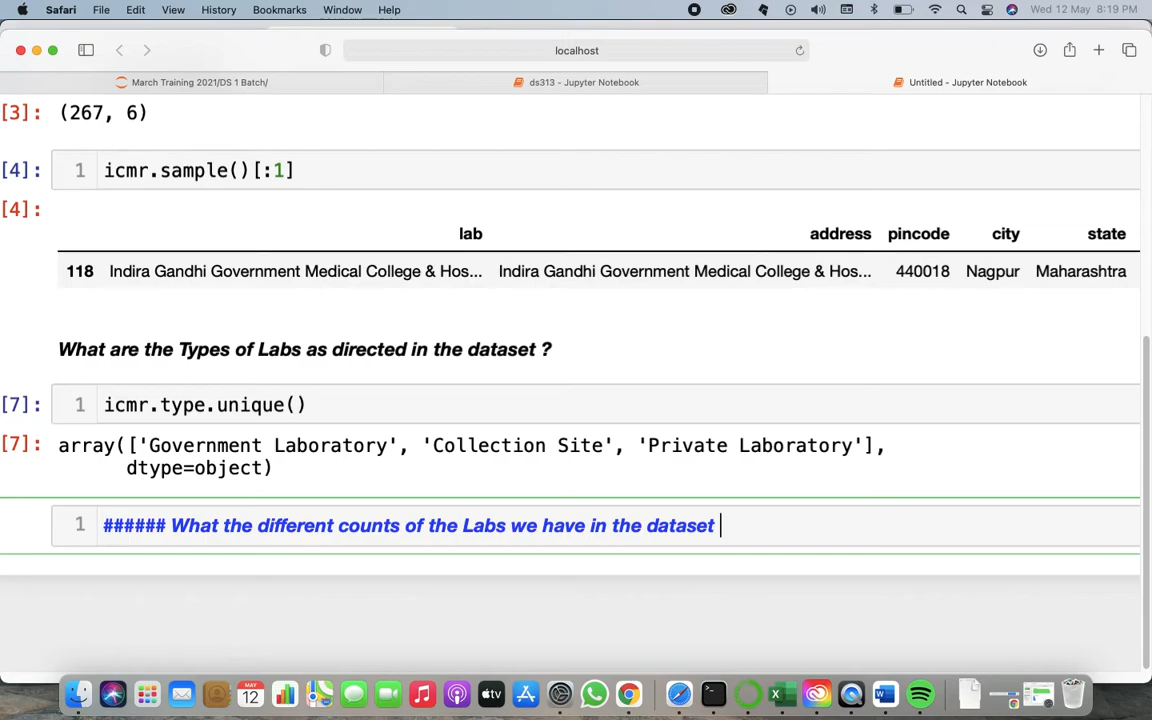 Safari File Edit View History Bookmarks Window Help Wed 12 May 8:19 PM
localhost
March Training 2021/DS 1 Batch/ ds313 - Jupyter Notebook Untitled - Jupyter Notebook
[3]: (267, 6)
[4]: 1 icmr.sample()[:1]
[4]:
lab address pincode city state
118 Indira Gandhi Government Medical College & Hos... Indira Gandhi Government Medical College & Hos... 440018 Nagpur Maharashtra
What are the Types of Labs as directed in the dataset ?
[7]: 1 icmr.type.unique()
[7]: array(['Government Laboratory', 'Collection Site', 'Private Laboratory'],
dtype=object)
1 ###### What the different counts of the Labs we have in the dataset
MAY
12
tv